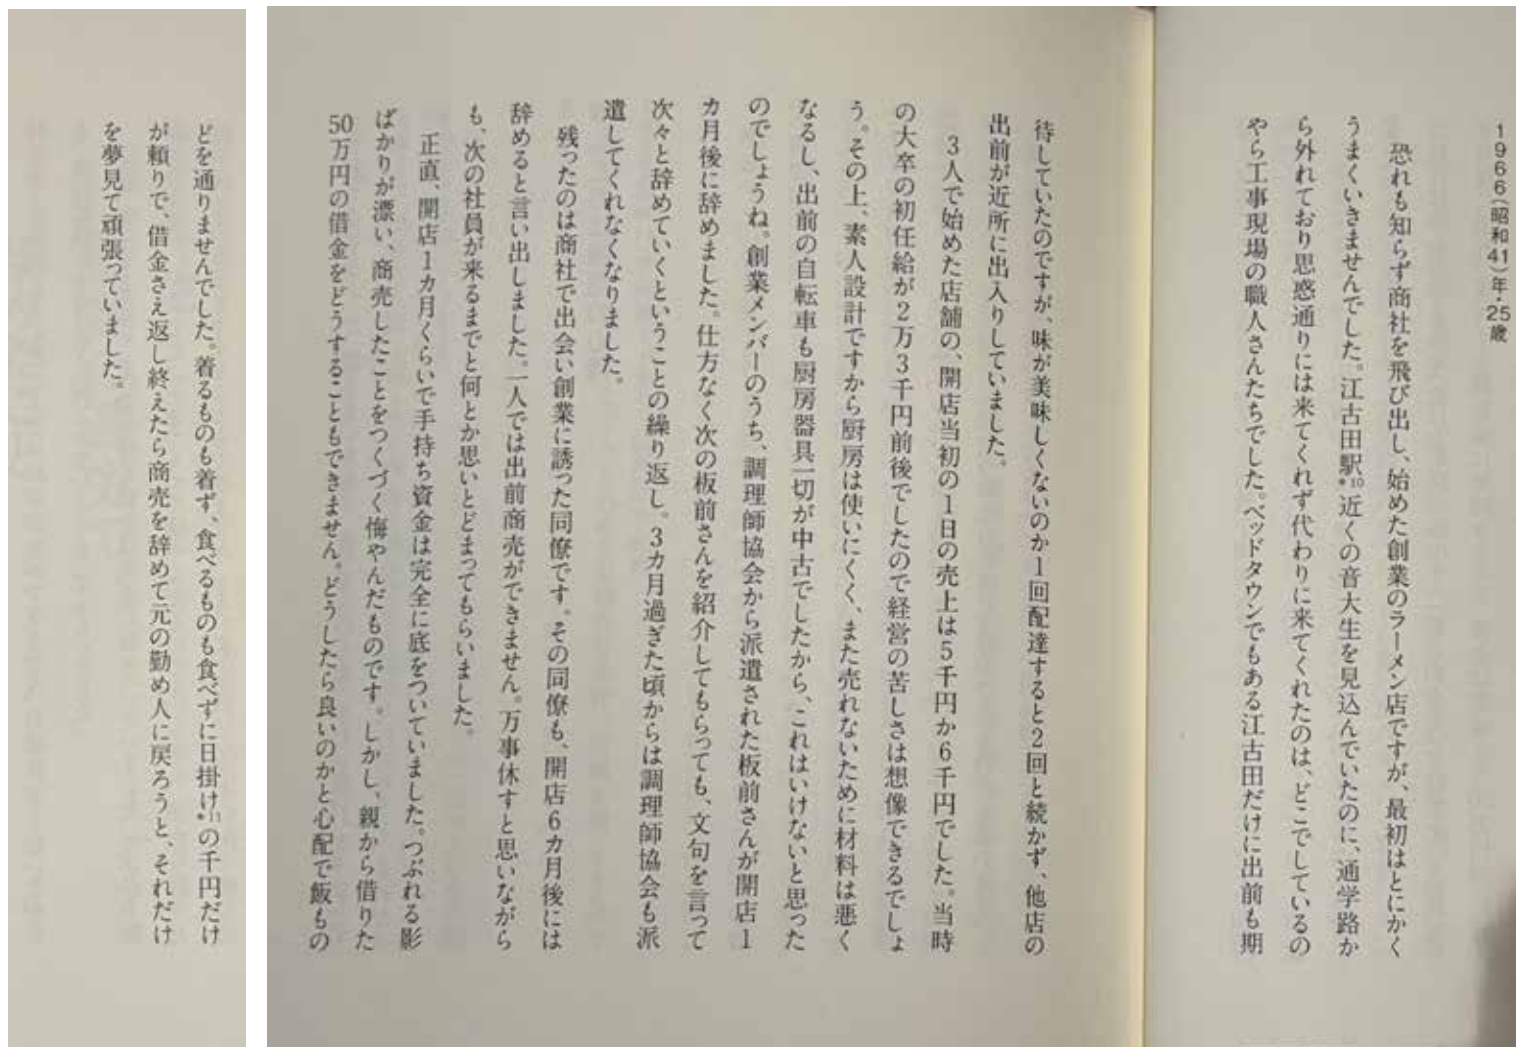 1966(昭和41)年・25歳
恐れも知らず商社を飛び出し、始めた創業のラーメン店ですが、最初はとにかく
うまくいきませんでした。江古田駅*10近くの音大生を見込んでいたのに、通学路か
ら外れており思惑通りには来てくれず代わりに来てくれたのは、どこでしているの
やら工事現場の職人さんたちでした。ベッドタウンでもある江古田だけに出前も期
待していたのですが、味が美味しくないのか1回配達すると2回と続かず、他店の
出前が近所に出入りしていました。
3人で始めた店舗の、開店当初の1日の売上は5千円か6千円でした。当時
の大卒の初任給が2万3千円前後でしたので経営の苦しさは想像できるでしょ
う。その上、素人設計ですから厨房は使いにくく、また売れないために材料は悪く
なるし、出前の自転車も厨房器具一切が中古でしたから、これはいけないと思った
のでしょうね。創業メンバーのうち、調理師協会から派遣された板前さんが開店1
カ月後に辞めました。仕方なく次の板前さんを紹介してもらっても、文句を言って
次々と辞めていくということの繰り返し。3カ月過ぎた頃からは調理師協会も派
遣してくれなくなりました。
残ったのは商社で出会い創業に誘った同僚です。その同僚も、開店6カ月後には
辞めると言い出しました。一人では出前商売ができません。万事休すと思いながら
も、次の社員が来るまでと何とか思いとどまってもらいました。
正直、開店1カ月くらいで手持ち資金は完全に底をついていました。つぶれる影
ばかりが漂い、商売したことをつくづく悔やんだものです。しかし、親から借りた
50万円の借金をどうすることもできません。どうしたら良いのかと心配で飯もの
どを通りませんでした。着るものも着ず、食べるものも食べずに日掛け*11の千円だけ
が頼りで、借金さえ返し終えたら商売を辞めて元の勤め人に戻ろうと、それだけ
を夢見て頑張っていました。